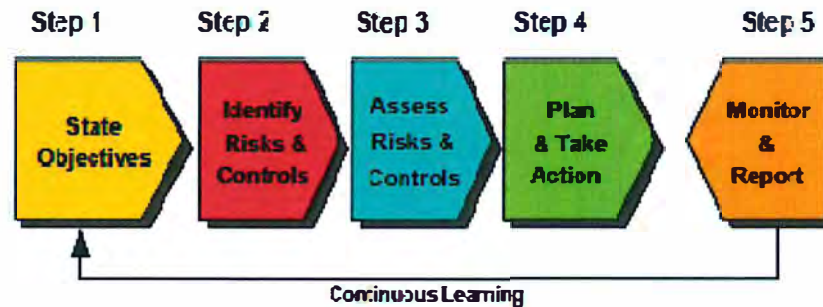 Step 1
Step 2
Step 3
Step 4
Step 5
State
Objectives
Identify
Risks &
Controls
Assess
Risks &
Controls
Plan
& Take
Action
Monitor
&
Report
Continuous Learning